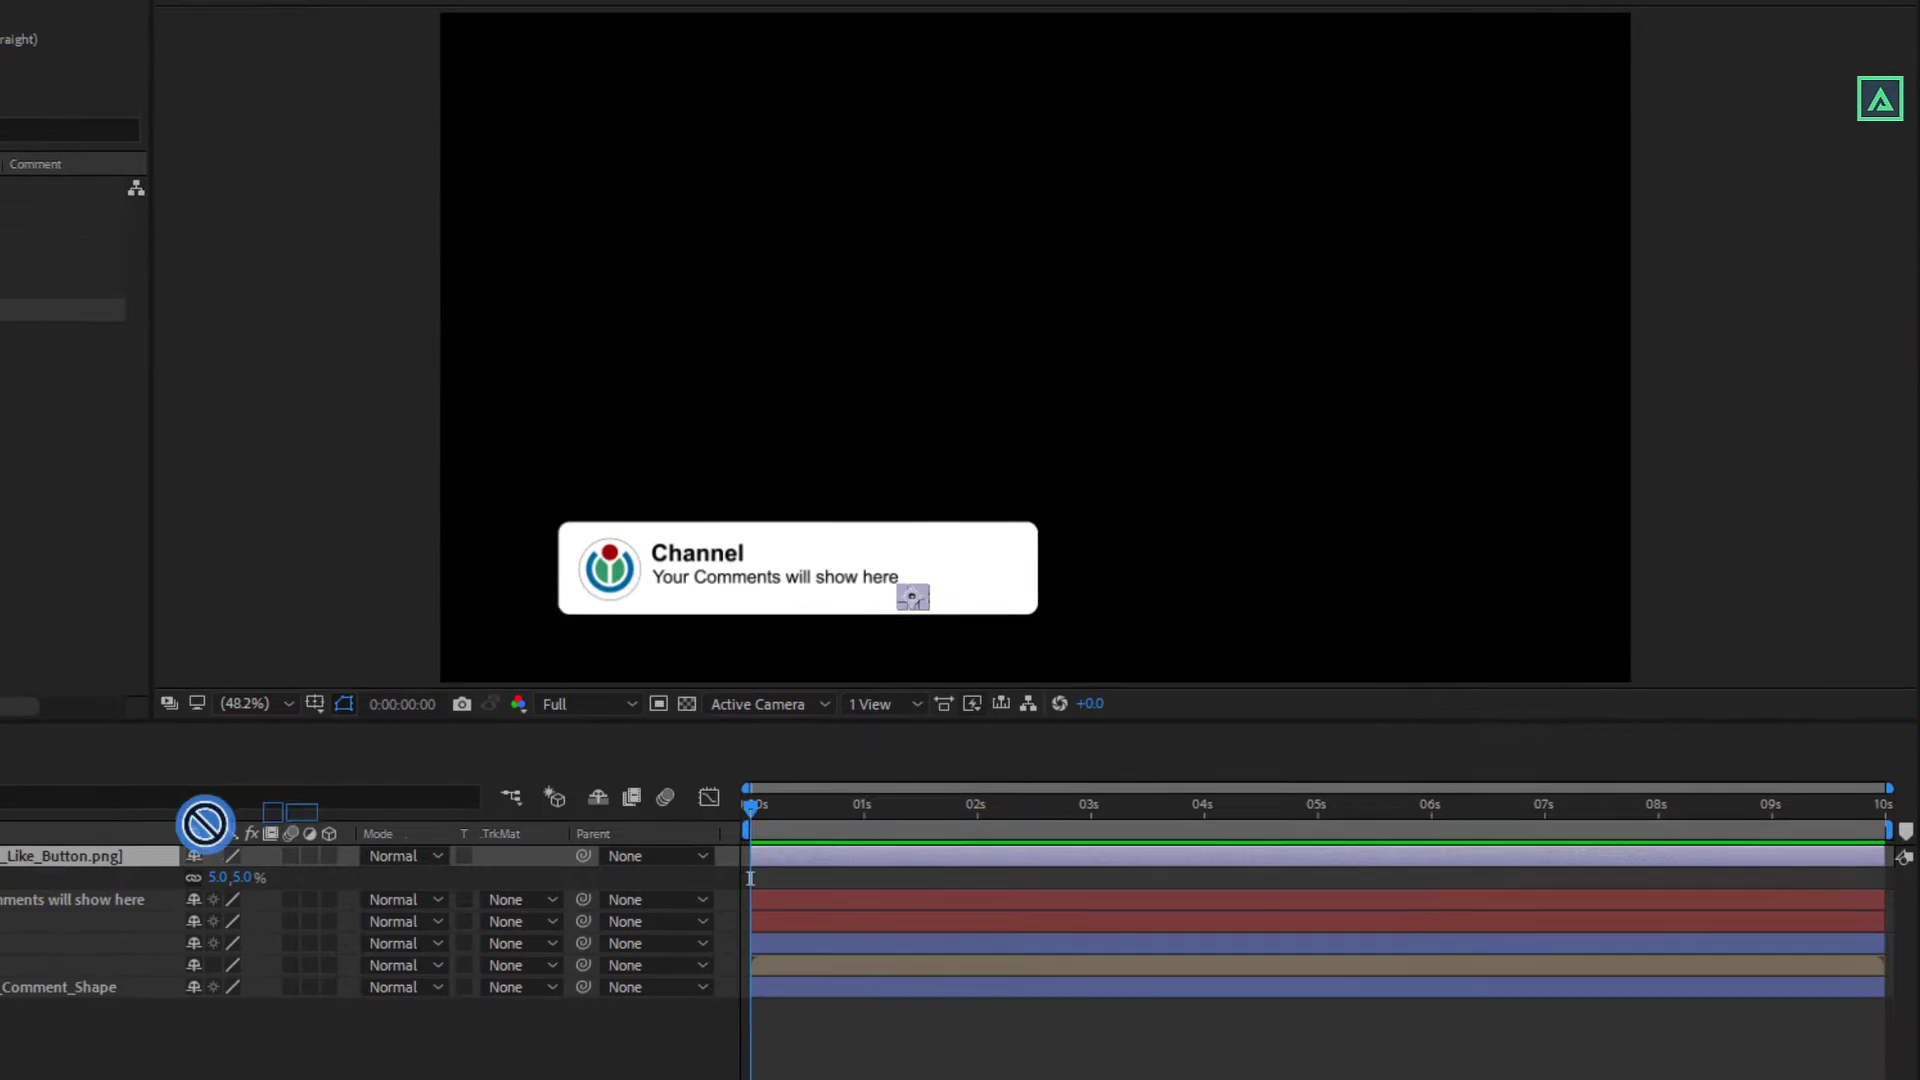 raight)
Comment
Channel
Your Comments will show here
(48.2%)
0:00:00:00
Full
Active Camera
1 View
+0.0
01s
02s
03s
04s
05s
06s
07s
08s
09s
10s
fx
Mode
T
.TrkMat
Parent
_Like_Button.png]
Normal
None
5.0,5.0 %
mments will show here
Normal
None
None
Normal
None
None
Normal
None
None
Normal
None
None
_Comment_Shape
Normal
None
None